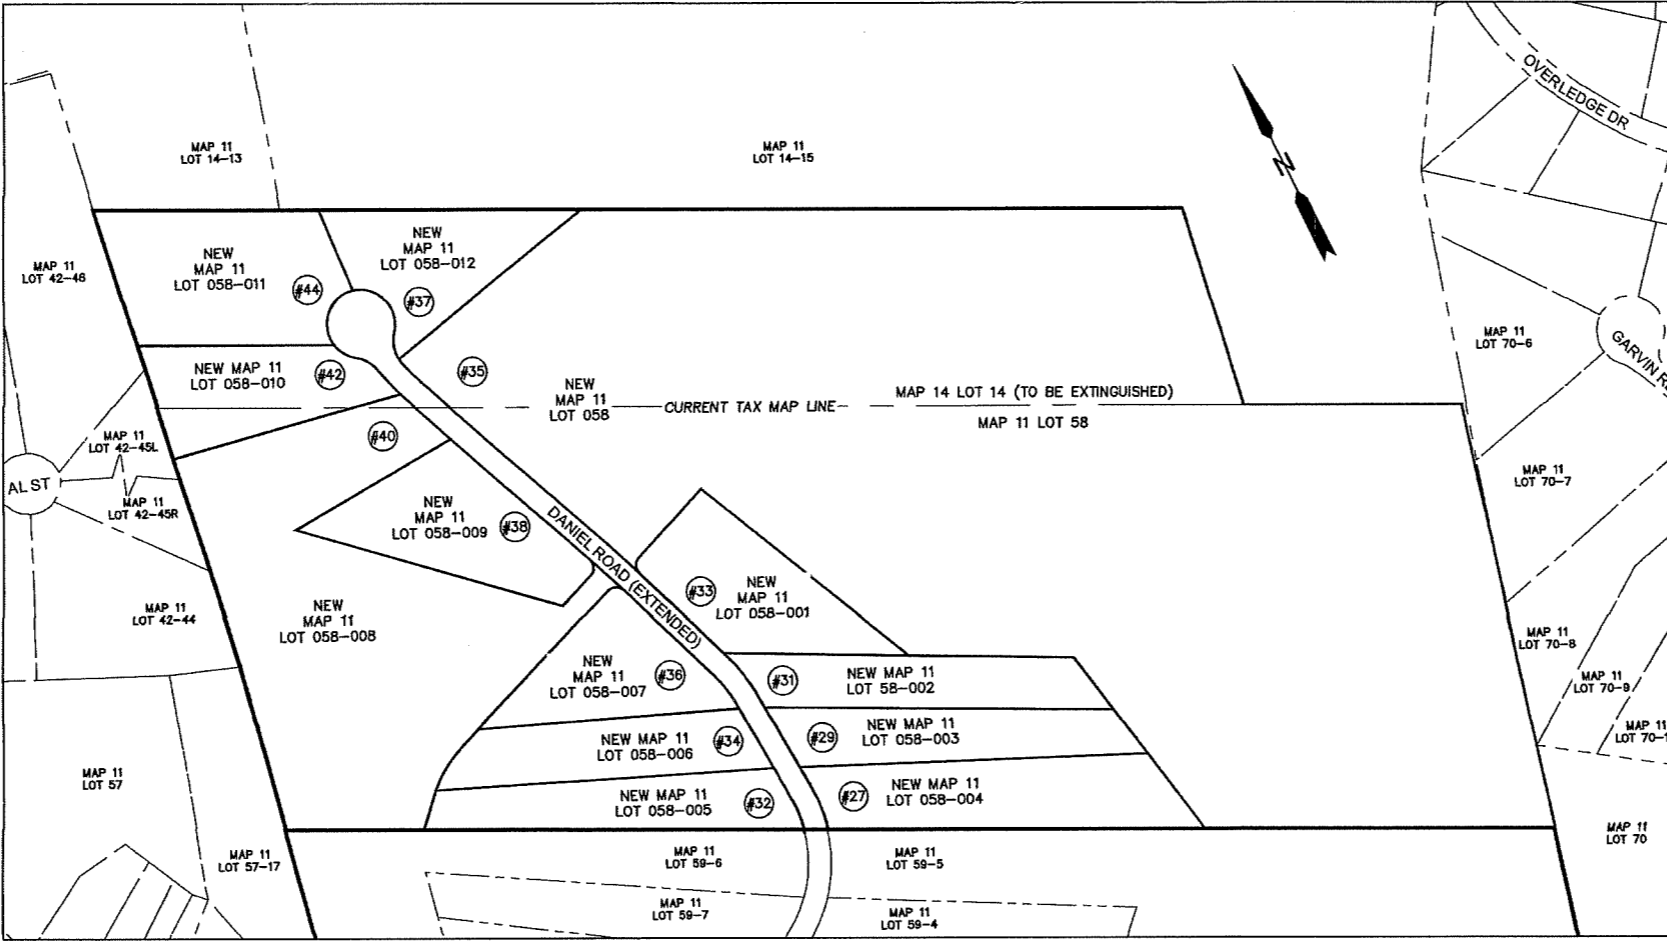 OVERLEDGE DR
MAP 11
LOT 14-13
MAP 11
LOT 14-15
N
MAP 11
LOT 42-46
NEW
MAP 11
LOT 058-011
#44
NEW
MAP 11
LOT 058-012
#37
MAP 11
LOT 70-6
GARVIN R
NEW MAP 11
LOT 058-010
#42
#35
NEW
MAP 11
LOT 058
CURRENT TAX MAP LINE
MAP 14 LOT 14 (TO BE EXTINGUISHED)
MAP 11 LOT 58
MAP 11
LOT 42-45L
#40
AL ST
MAP 11
LOT 42-45R
NEW
MAP 11
LOT 058-009
#38
DANIEL ROAD (EXTENDED)
MAP 11
LOT 70-7
MAP 11
LOT 42-44
NEW
MAP 11
LOT 058-008
#33
NEW
MAP 11
LOT 058-001
MAP 11
LOT 70-8
NEW
MAP 11
LOT 058-007
#36
#31
NEW MAP 11
LOT 58-002
MAP 11
LOT 70-9
NEW MAP 11
LOT 058-006
#34
#29
NEW MAP 11
LOT 058-003
MAP 11
LOT 70-1
MAP 11
LOT 57
NEW MAP 11
LOT 058-005
#32
#27
NEW MAP 11
LOT 058-004
MAP 11
LOT 70
MAP 11
LOT 57-17
MAP 11
LOT 59-6
MAP 11
LOT 59-5
MAP 11
LOT 59-7
MAP 11
LOT 59-4